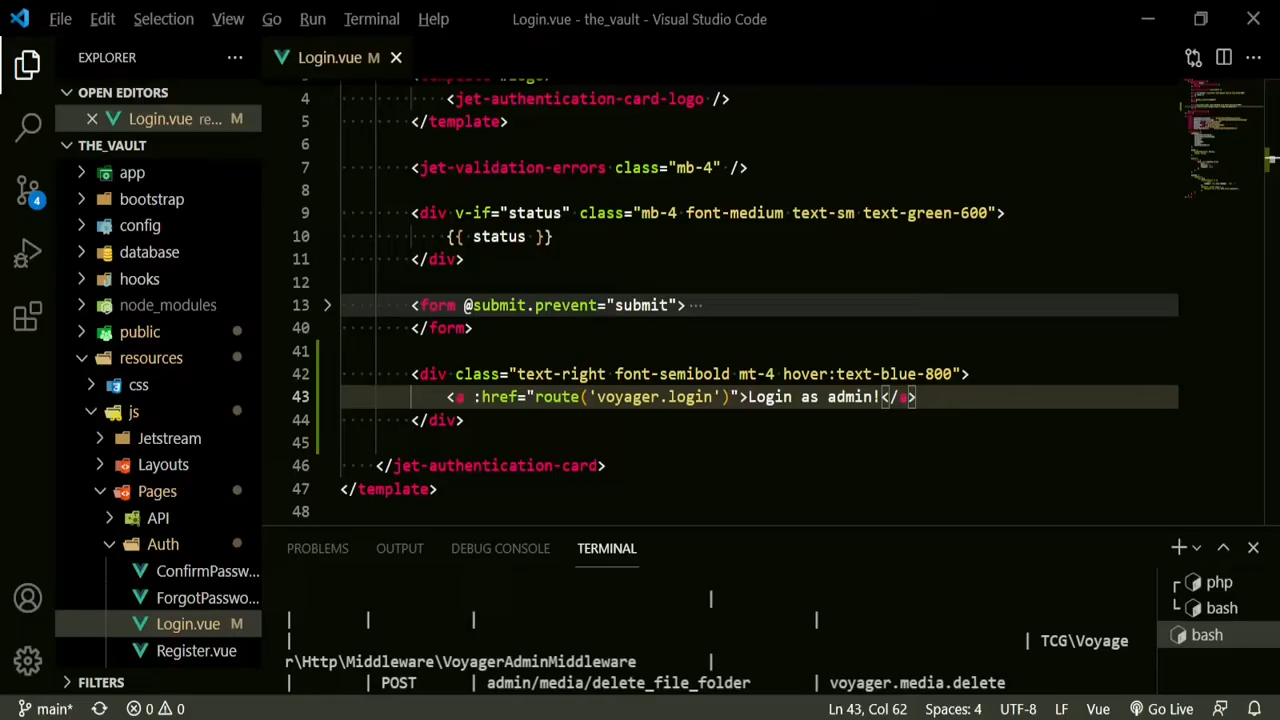 File Edit Selection View Go Run Terminal Help
Login.vue - the_vault - Visual Studio Code
EXPLORER
Login.vue M
OPEN EDITORS
Login.vue re... M
THE_VAULT
app
bootstrap
config
database
hooks
node_modules
public
resources
css
js
Jetstream
Layouts
Pages
API
Auth
ConfirmPassw...
ForgotPasswo...
Login.vue M
Register.vue
FILTERS
4
4 <jet-authentication-card-logo />
5 </template>
6
7 <jet-validation-errors class="mb-4" />
8
9 <div v-if="status" class="mb-4 font-medium text-sm text-green-600">
10 {{ status }}
11 </div>
12
13 <form @submit.prevent="submit">
40 </form>
41
42 <div class="text-right font-semibold mt-4 hover:text-blue-800">
43 <a :href="route('voyager.login')">Login as admin!</a>
44 </div>
45
46 </jet-authentication-card>
47 </template>
48
PROBLEMS OUTPUT DEBUG CONSOLE TERMINAL
|
| | | |
| | TCG\Voyage
r\Http\Middleware\VoyagerAdminMiddleware |
| | POST | admin/media/delete_file_folder | voyager.media.delete
php
bash
bash
main* 0 0 Ln 43, Col 62 Spaces: 4 UTF-8 LF Vue Go Live